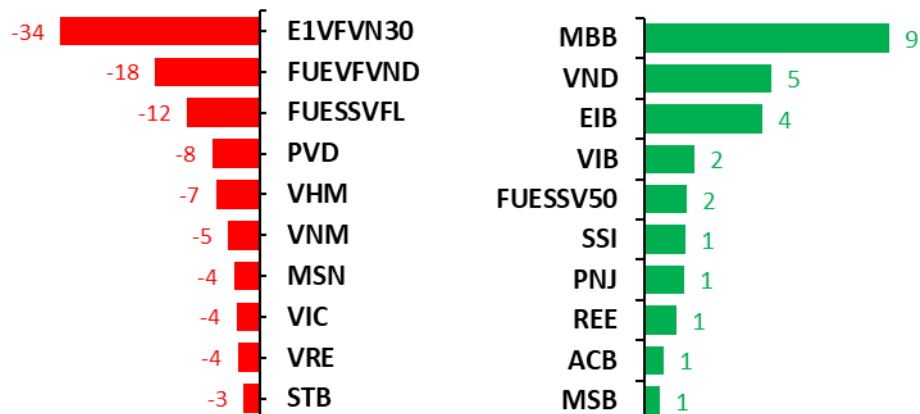 -34 E1VFVN30
-18 FUEVFVND
-12 FUESSVFL
-8 PVD
-7 VHM
-5 VNM
-4 MSN
-4 VIC
-4 VRE
-3 STB
MBB 9
VND 5
EIB 4
VIB 2
FUESSV50 2
SSI 1
PNJ 1
REE 1
ACB 1
MSB 1